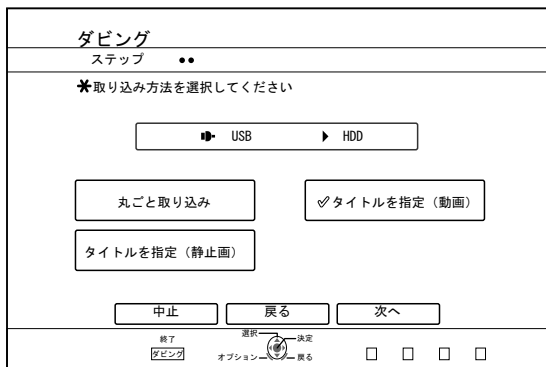 ダビング
ステップ ●●
✱取り込み方法を選択してください
USB ▶ HDD
丸ごと取り込み
✓タイトルを指定（動画）
タイトルを指定（静止画）
中止
戻る
次へ
終了
ダビング
選択
決定
オプション
戻る